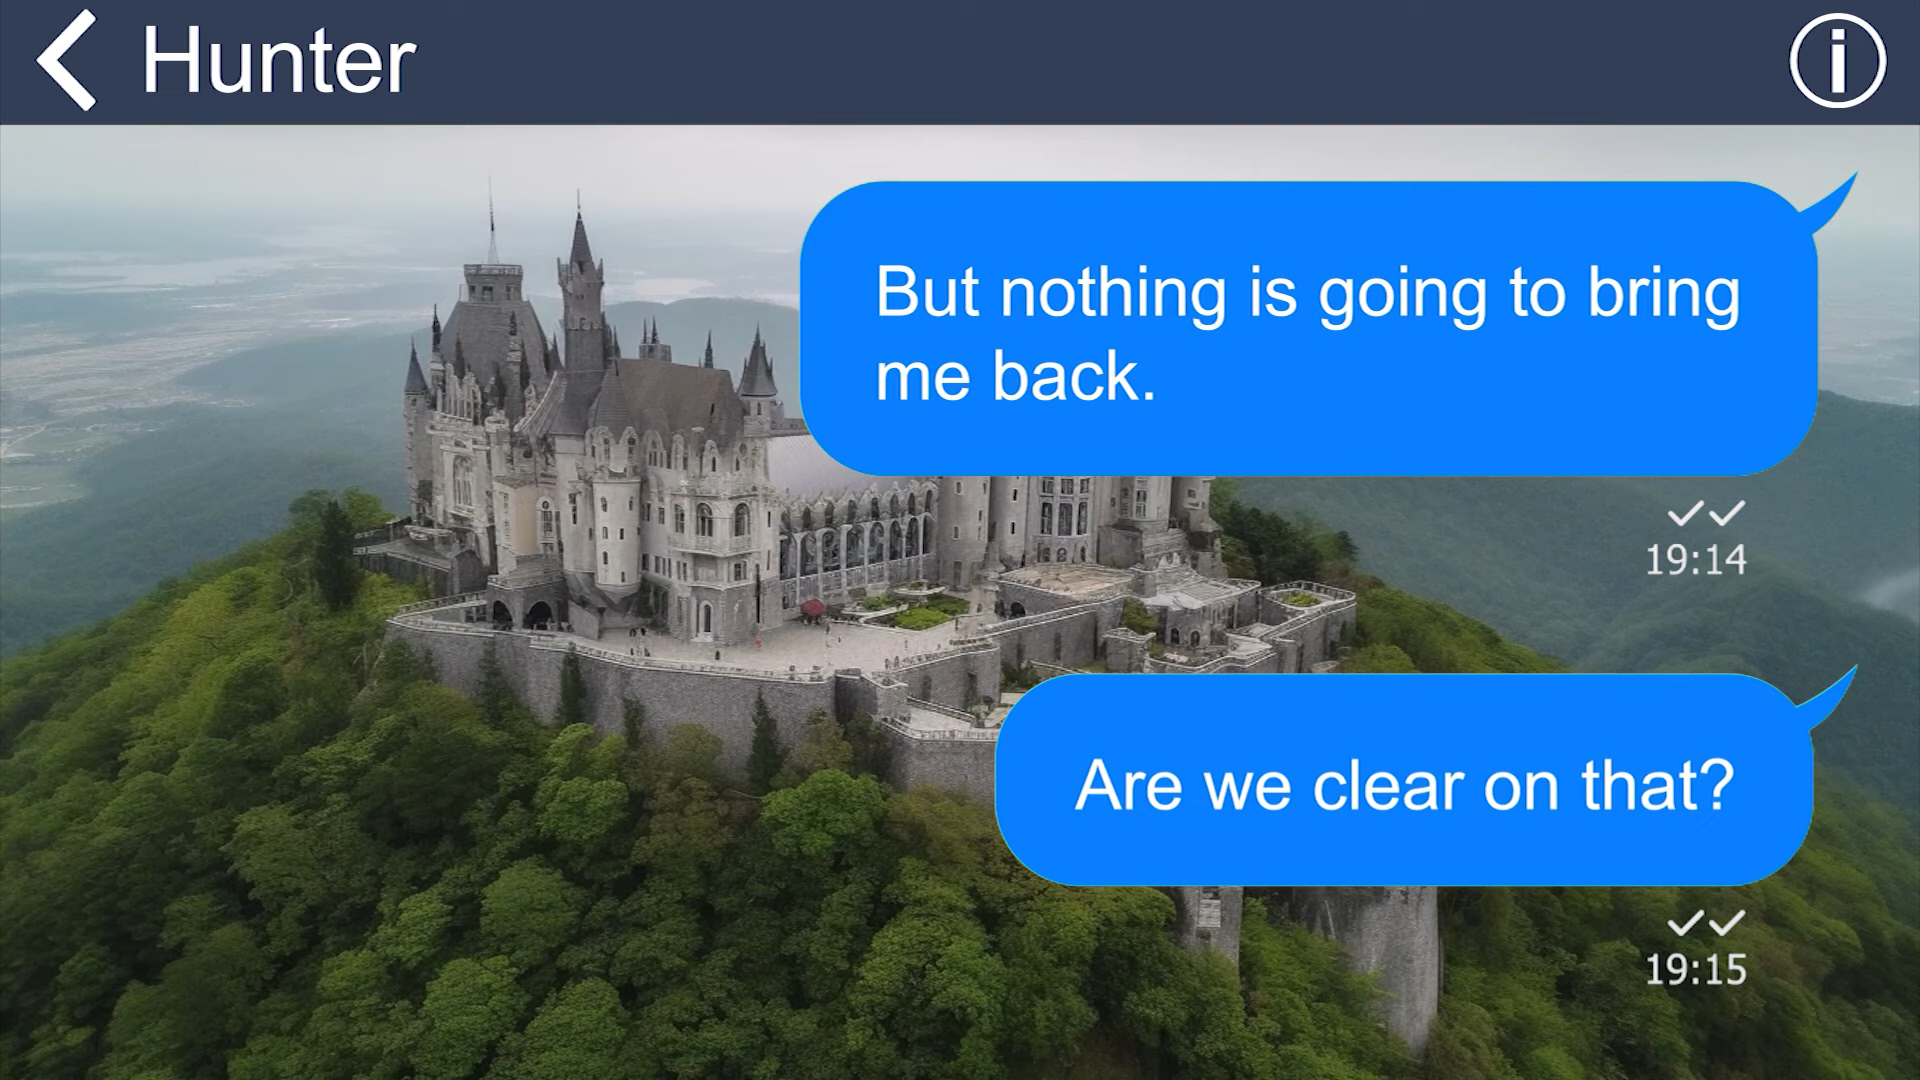 Hunter
But nothing is going to bring
me back.
19:14
Are we clear on that?
19:15